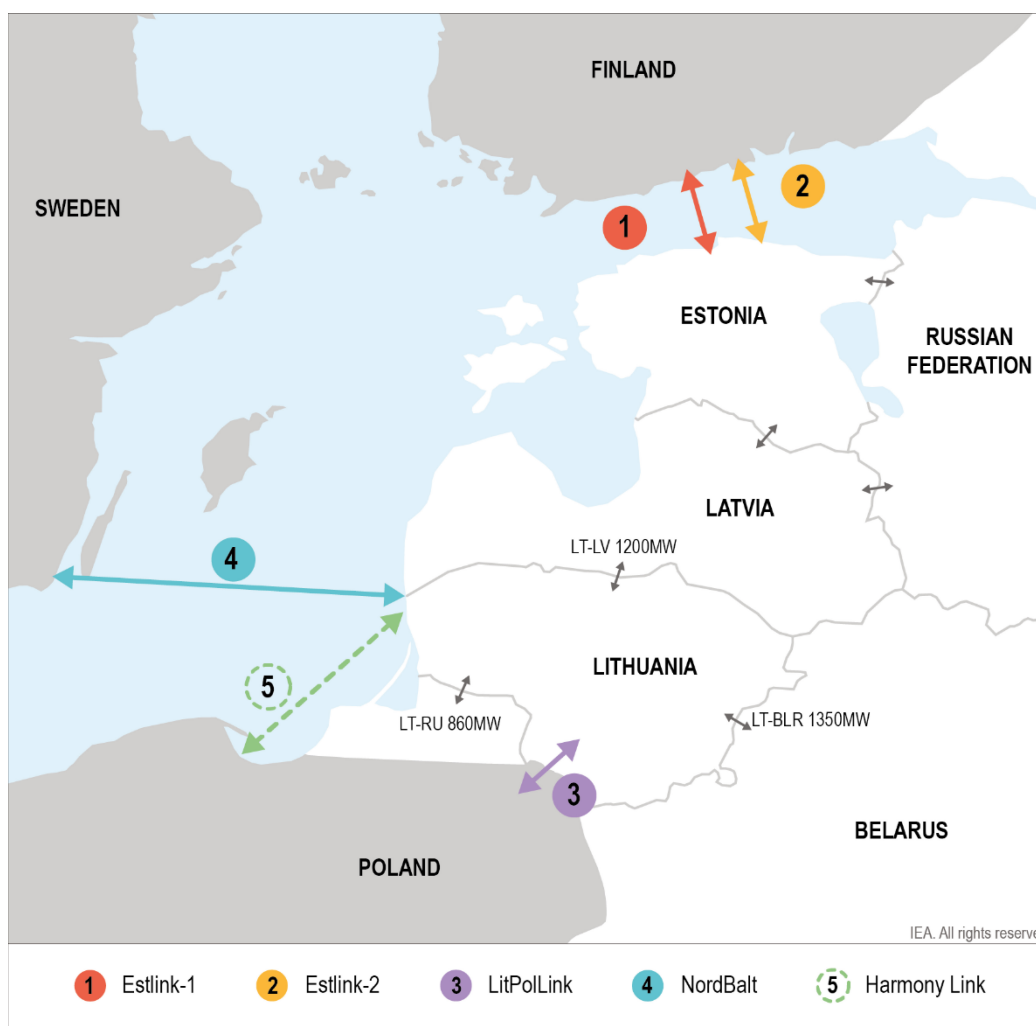 FINLAND
SWEDEN
1
2
ESTONIA
RUSSIAN
FEDERATION
LATVIA
LT-LV 1200MW
4
5
LITHUANIA
LT-RU 860MW
LT-BLR 1350MW
3
BELARUS
POLAND
IEA. All rights reserve
1 Estlink-1 2 Estlink-2 3 LitPolLink 4 NordBalt 5 Harmony Link